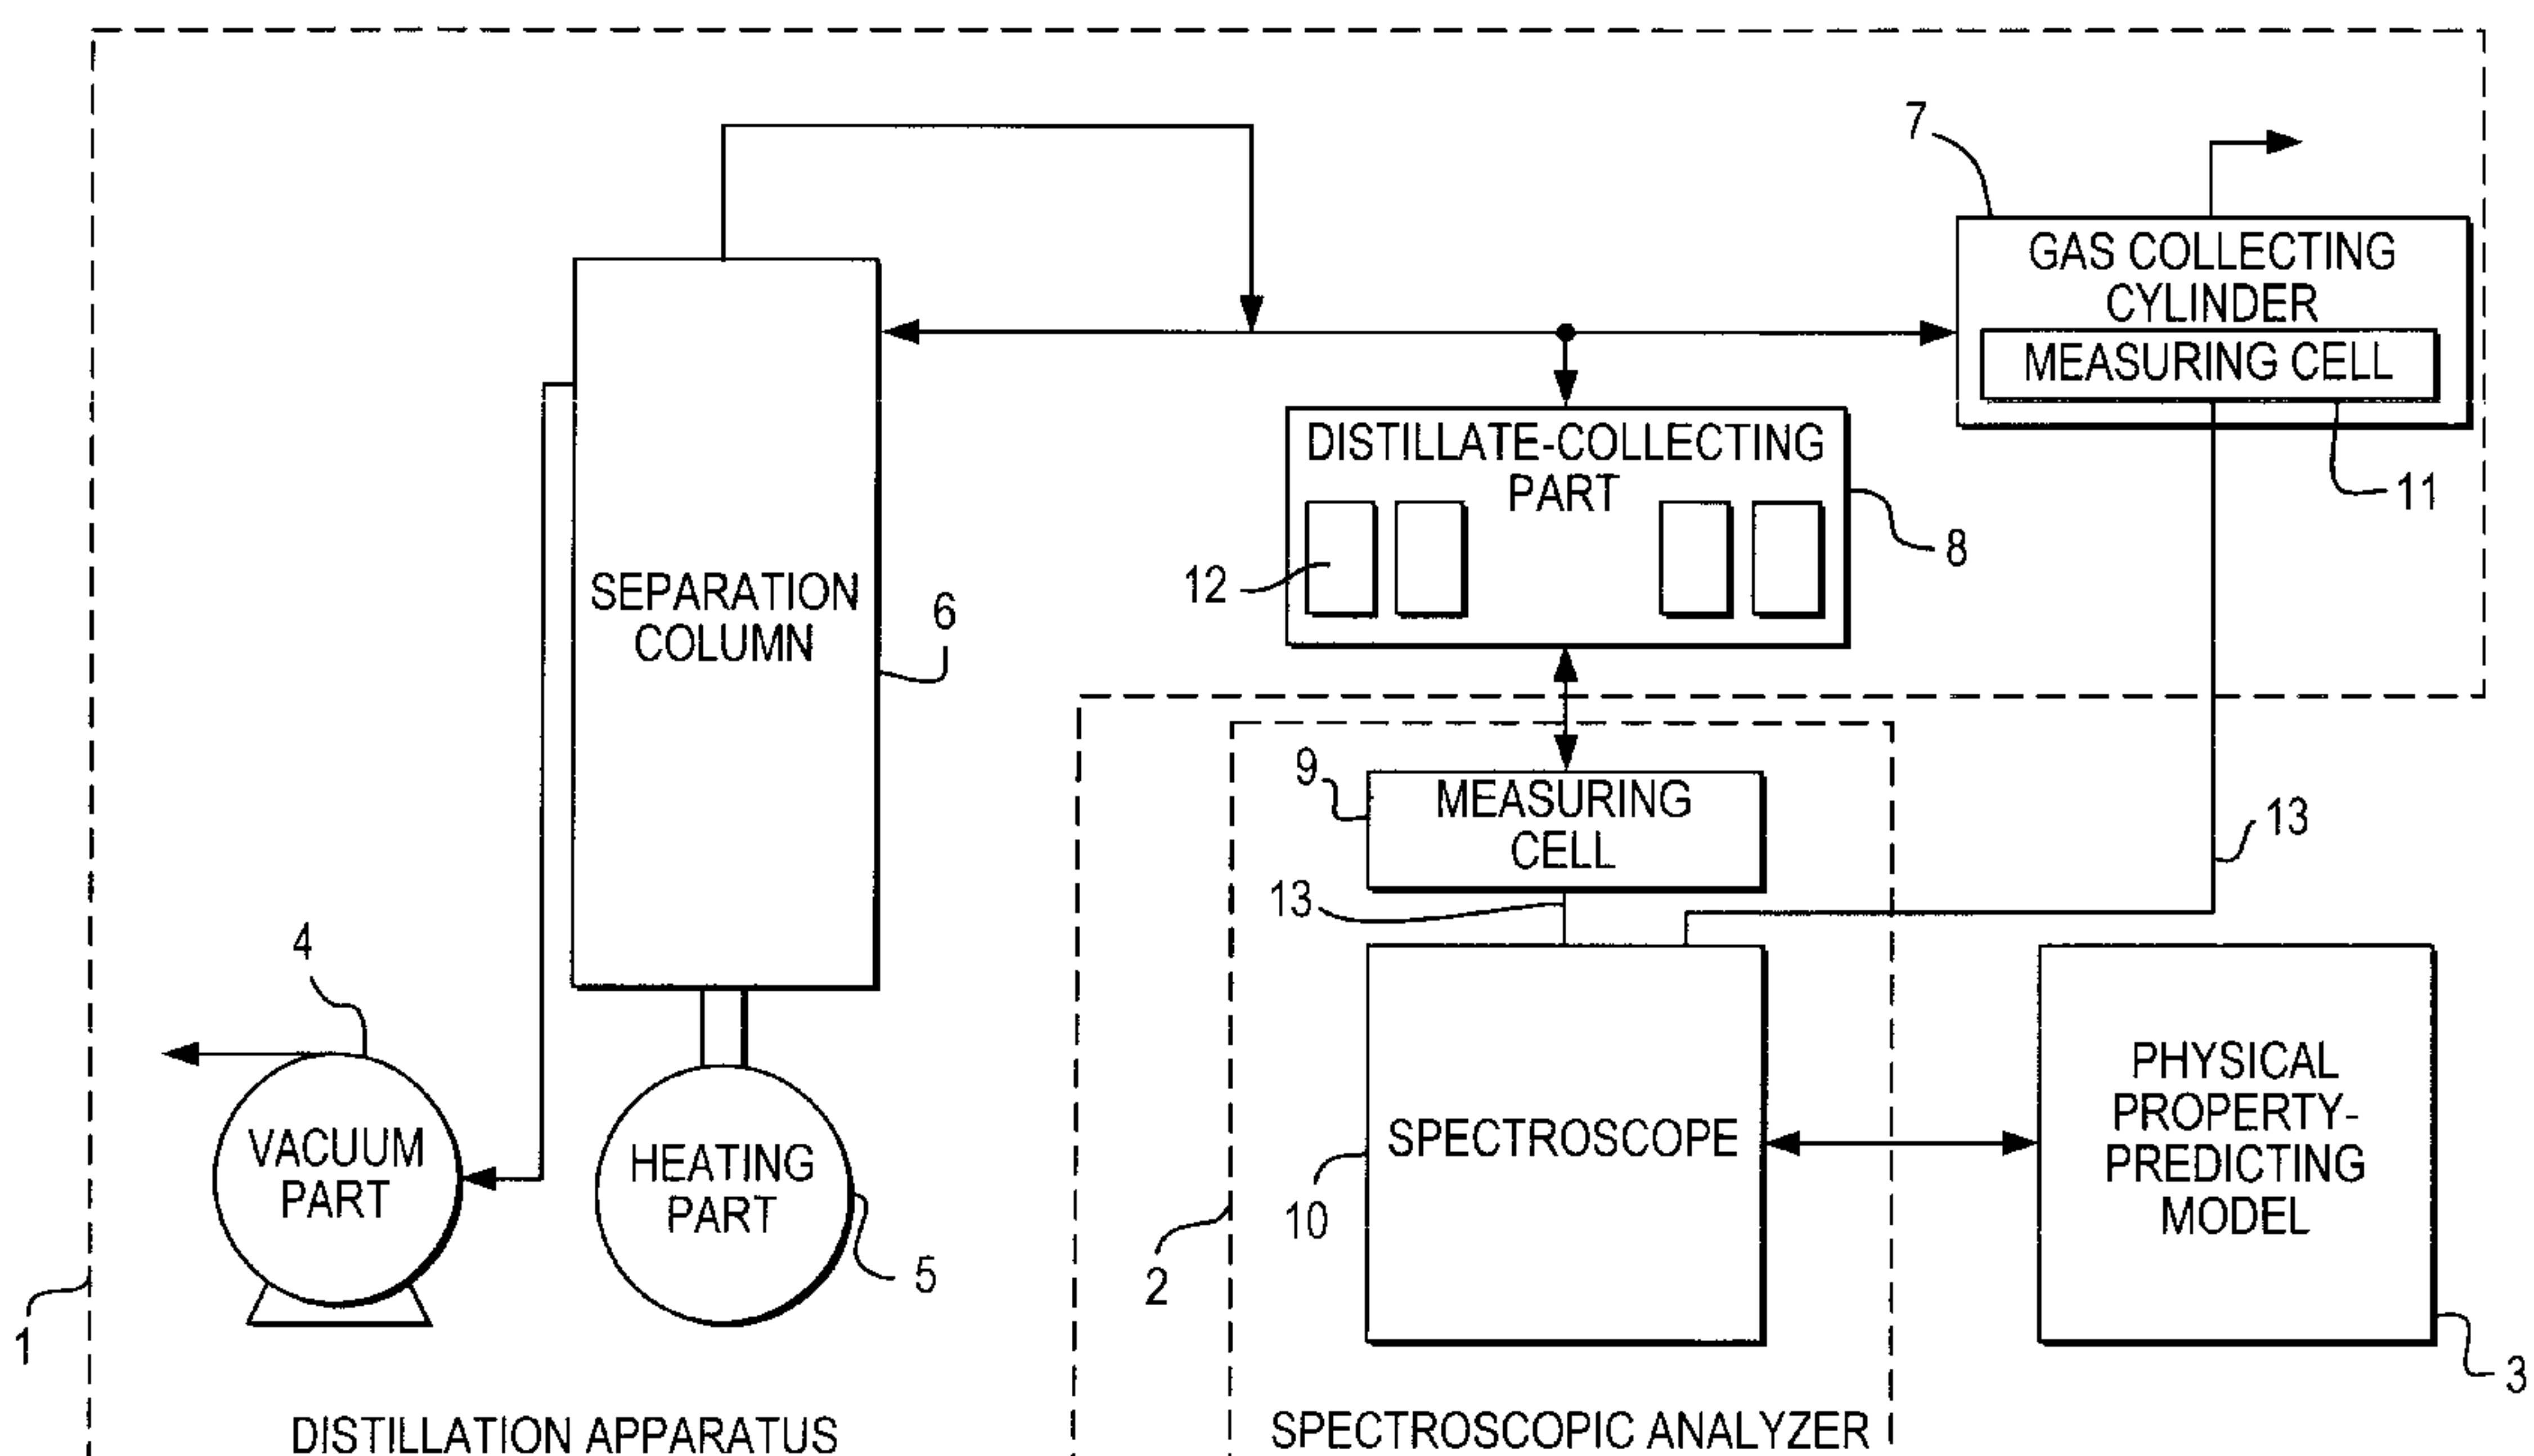 7
GAS COLLECTING
CYLINDER
MEASURING CELL
11
DISTILLATE-COLLECTING
PART
12
8
SEPARATION
COLUMN
6
9
MEASURING
CELL
13
13
4
VACUUM
PART
HEATING
PART
5
SPECTROSCOPE
10
2
PHYSICAL
PROPERTY-
PREDICTING
MODEL
3
1
DISTILLATION APPARATUS
SPECTROSCOPIC ANALYZER